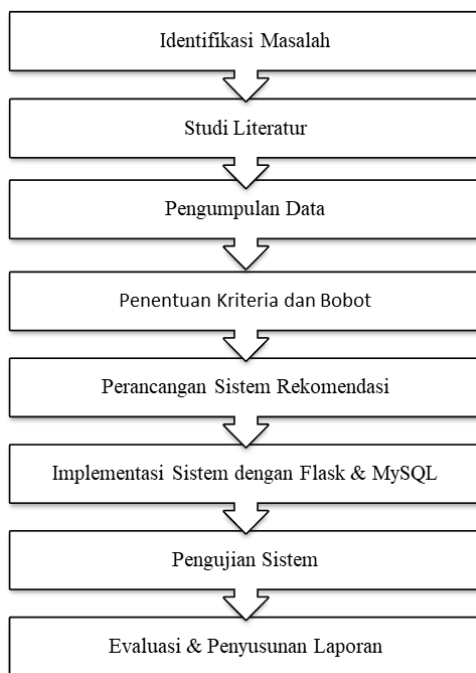 Identifikasi Masalah
Studi Literatur
Pengumpulan Data
Penentuan Kriteria dan Bobot
Perancangan Sistem Rekomendasi
Implementasi Sistem dengan Flask & MySQL
Pengujian Sistem
Evaluasi & Penyusunan Laporan